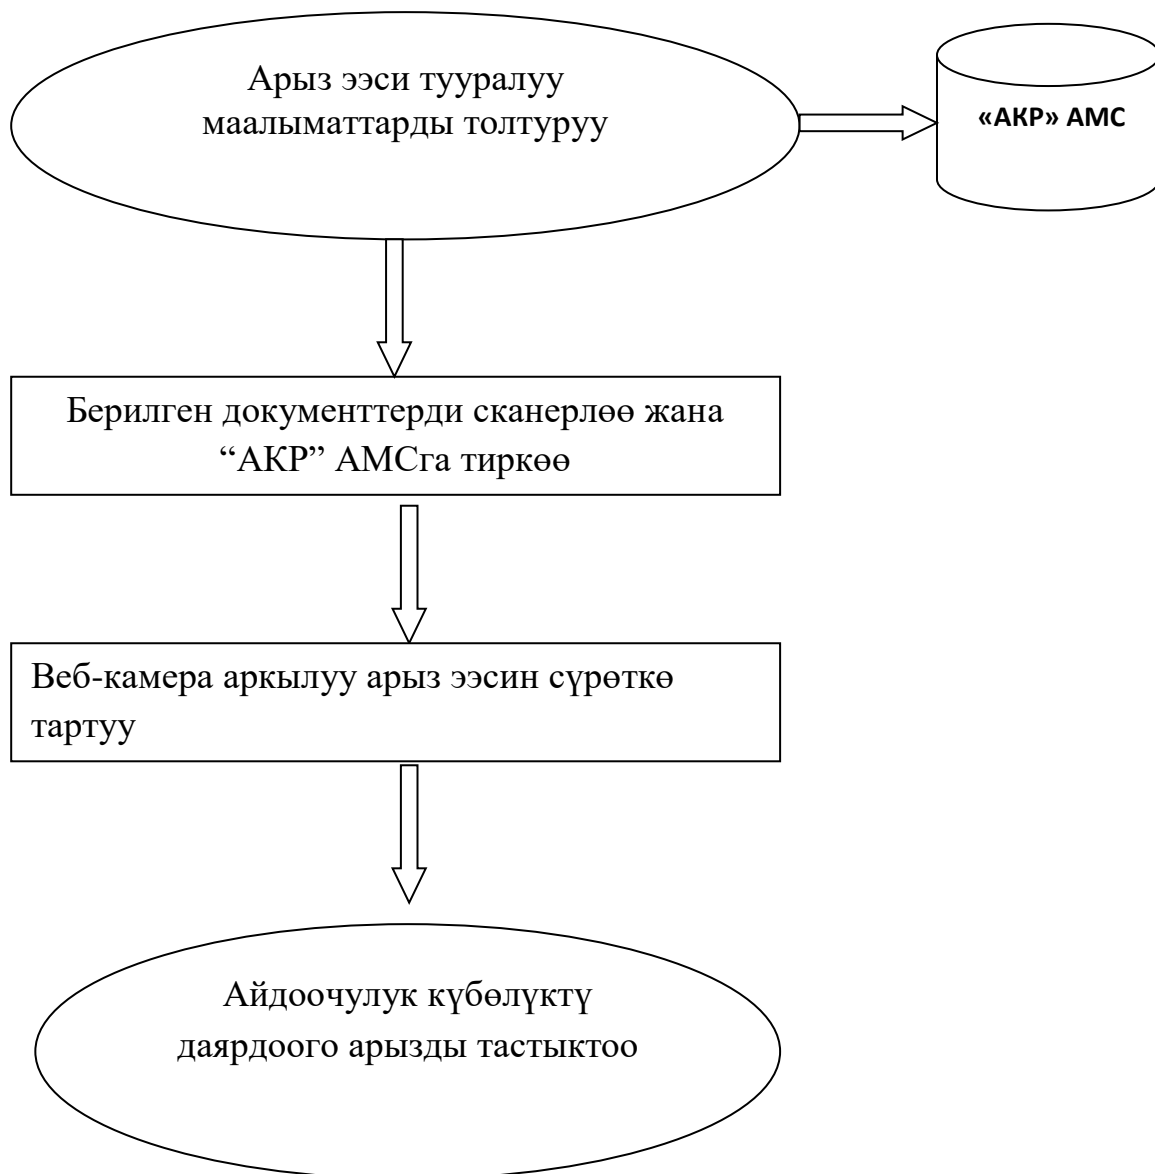 Арыз ээси тууралуу
маалыматтарды толтуруу
«АКР» АМС
Берилген документтерди сканерлөө жана
“АКР” АМСга тиркөө
Веб-камера аркылуу арыз ээсин сүрөткө
тартуу
Айдоочулук күбөлүктү
даярдоого арызды тастыктоо